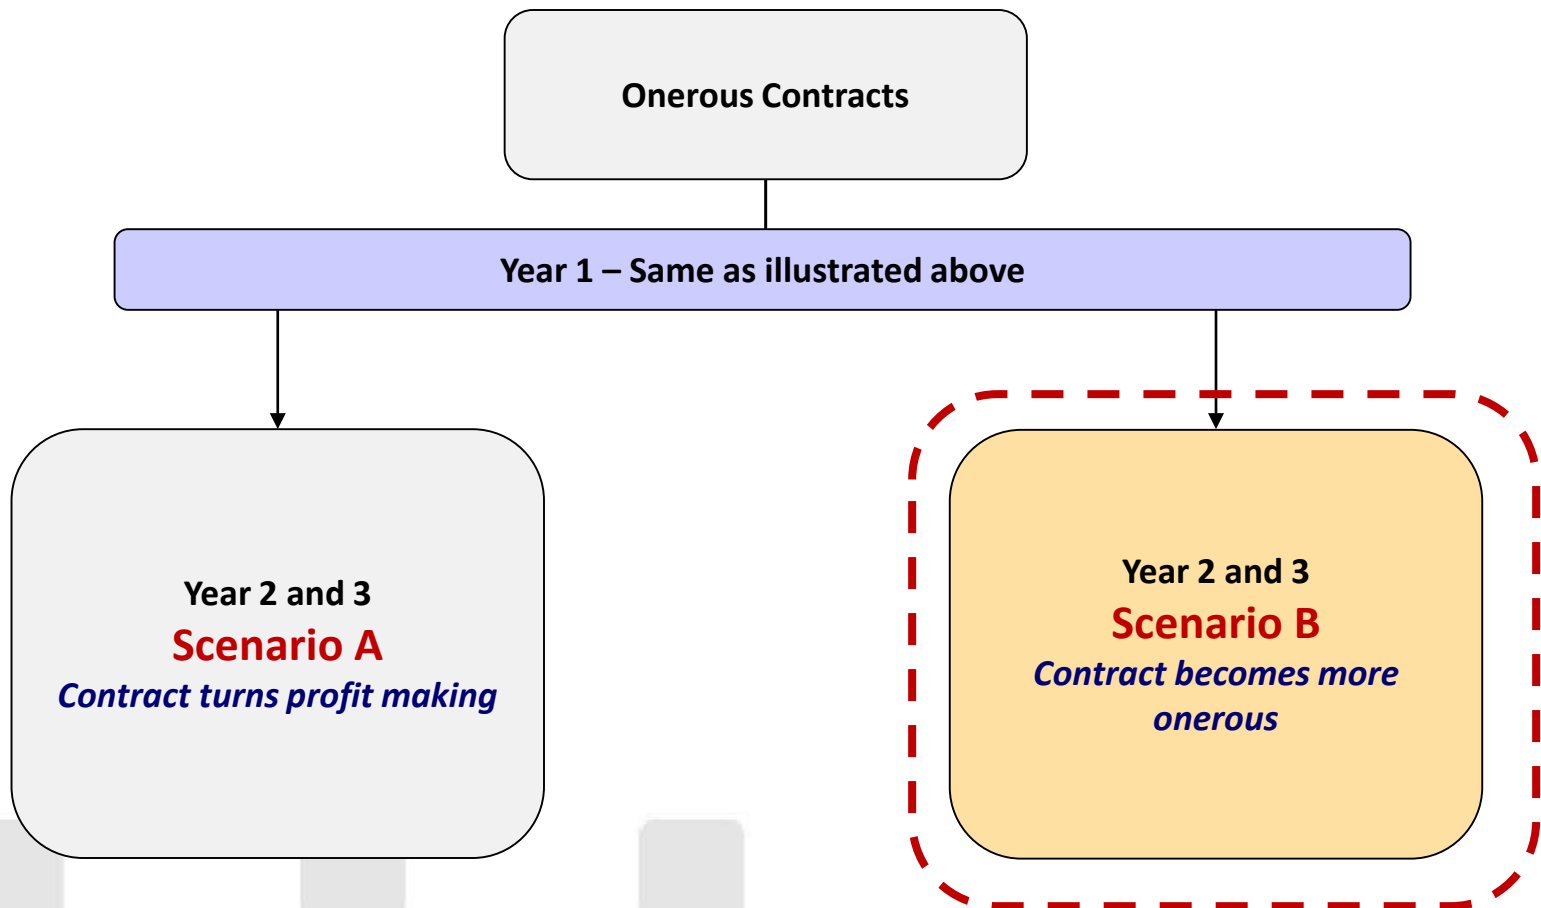 Onerous Contracts
Year 1 – Same as illustrated above
Year 2 and 3
Scenario A
Contract turns profit making
Year 2 and 3
Scenario B
Contract becomes more
onerous